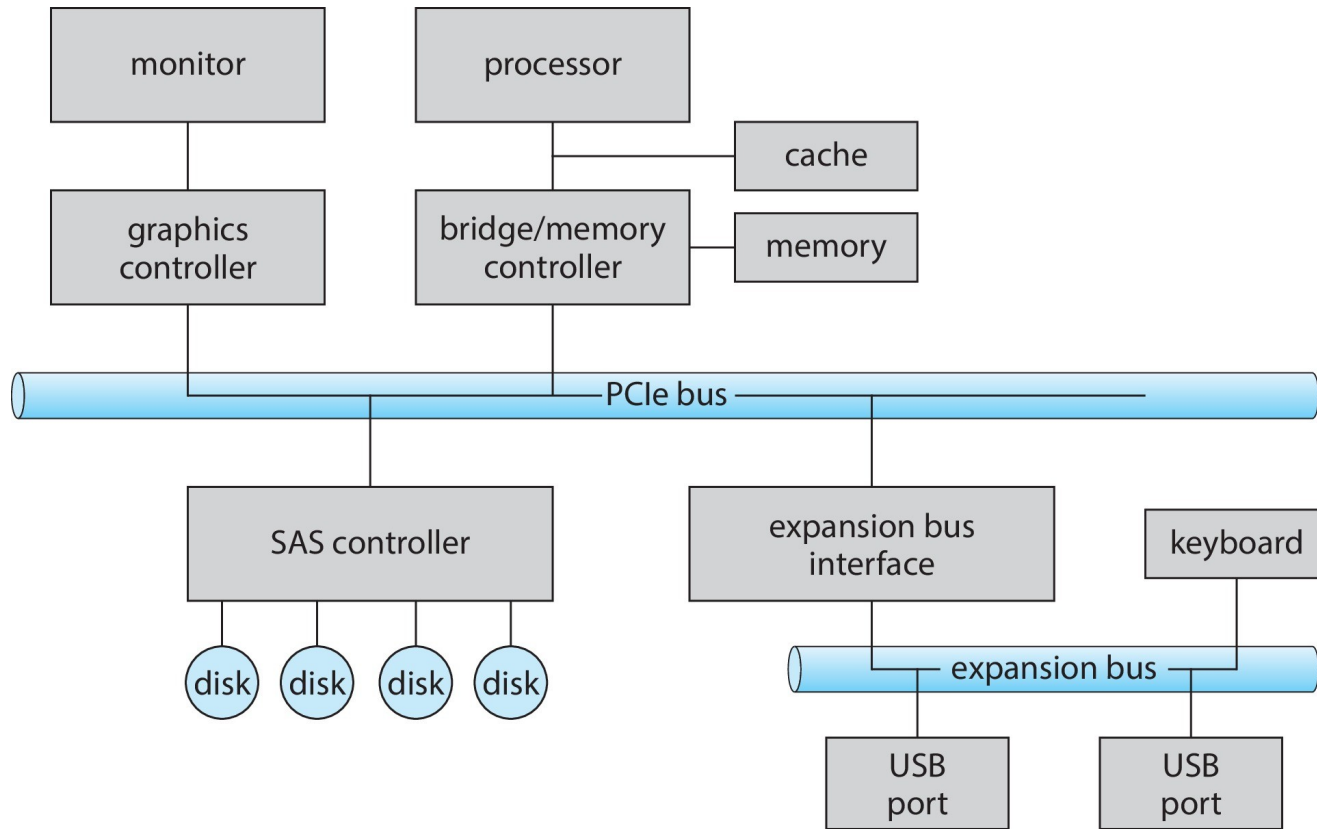 monitor
processor
cache
graphics
controller
bridge/memory
controller
memory
PCIe bus
SAS controller
expansion bus
interface
keyboard
disk
disk
disk
disk
expansion bus
USB
port
USB
port